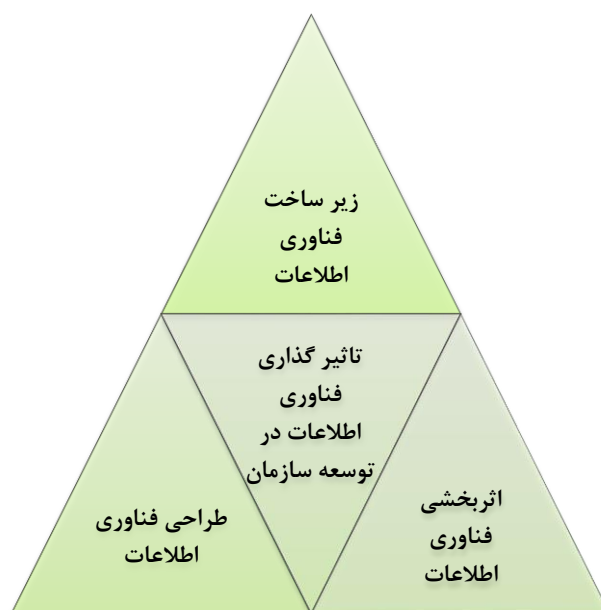 زیر ساخت
فناوری
اطلاعات
تاثیر گذاری
فناوری
اطلاعات در
توسعه سازمان
اثربخشی
فناوری
اطلاعات
طراحی فناوری
اطلاعات